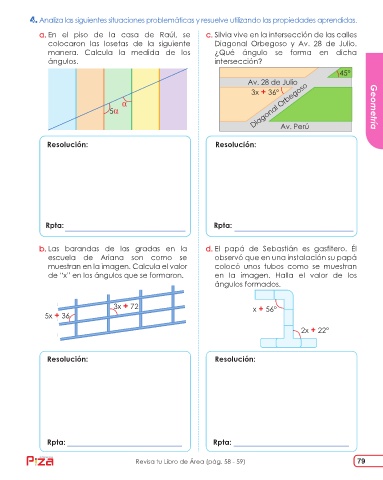 8. Analiza las siguientes situaciones problemáticas y resuelve utilizando las propiedades aprendidas.
a. En el piso de la casa de Raúl, se
colocaron las losetas de la siguiente
manera. Calcula la medida de los
ángulos.
α
5α
Resolución:
Rpta:
c. Silvia vive en la intersección de las calles
Diagonal Orbegoso y Av. 28 de Julio.
¿Qué ángulo se forma en dicha
intersección?
45°
Av. 28 de Julio
3x + 36°
Diagonal Orbegoso
Av. Perú
Resolución:
Rpta:
b. Las barandas de las gradas en la
escuela de Ariana son como se
muestran en la imagen. Calcula el valor
de "x" en los ángulos que se formaron.
3x + 72
5x + 36
Resolución:
Rpta:
d. El papá de Sebastián es gasfitero. Él
observó que en una instalación su papá
colocó unos tubos como se muestran
en la imagen. Halla el valor de los
ángulos formados.
x + 56°
2x + 22°
Resolución:
Rpta:
Geometría
Pizza
Revisa tu Libro de Área (pág. 58 - 59)
79